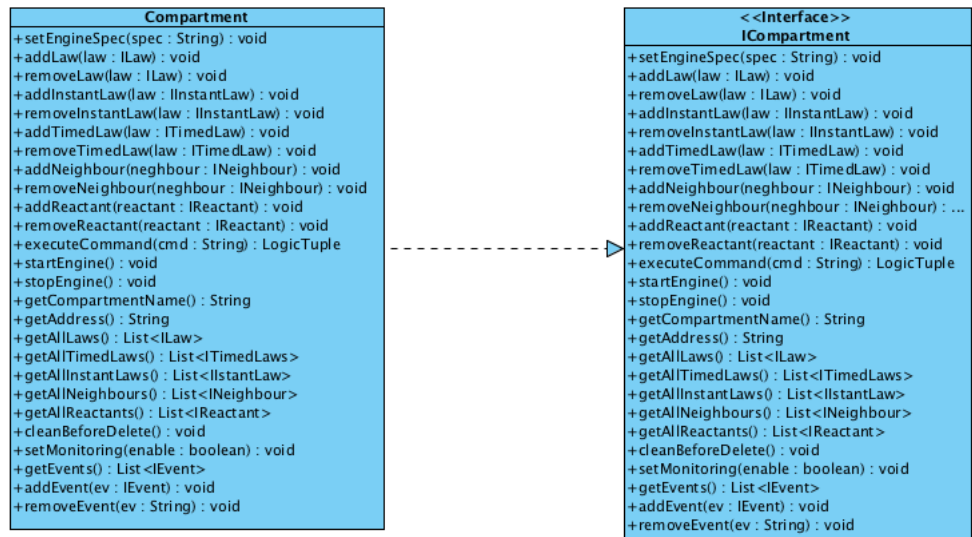 Compartment
+setEngineSpec(spec : String) : void
+addLaw(law : ILaw) : void
+removeLaw(law : ILaw) : void
+addInstantLaw(law : IInstantLaw) : void
+removeInstantLaw(law : IInstantLaw) : void
+addTimedLaw(law : ITimedLaw) : void
+removeTimedLaw(law : ITimedLaw) : void
+addNeighbour(neghbour : INeighbour) : void
+removeNeighbour(neghbour : INeighbour) : void
+addReactant(reactant : IReactant) : void
+removeReactant(reactant : IReactant) : void
+executeCommand(cmd : String) : LogicTuple
+startEngine() : void
+stopEngine() : void
+getCompartmentName() : String
+getAddress() : String
+getAllLaws() : List<ILaw>
+getAllTimedLaws() : List<ITimedLaws>
+getAllInstantLaws() : List<IIstantLaw>
+getAllNeighbours() : List<INeighbour>
+getAllReactants() : List<IReactant>
+cleanBeforeDelete() : void
+setMonitoring(enable : boolean) : void
+getEvents() : List<IEvent>
+addEvent(ev : IEvent) : void
+removeEvent(ev : String) : void
<<Interface>>
ICompartment
+setEngineSpec(spec : String) : void
+addLaw(law : ILaw) : void
+removeLaw(law : ILaw) : void
+addInstantLaw(law : IInstantLaw) : void
+removeInstantLaw(law : IInstantLaw) : void
+addTimedLaw(law : ITimedLaw) : void
+removeTimedLaw(law : ITimedLaw) : void
+addNeighbour(neghbour : INeighbour) : void
+removeNeighbour(neghbour : INeighbour) : ...
+addReactant(reactant : IReactant) : void
+removeReactant(reactant : IReactant) : void
+executeCommand(cmd : String) : LogicTuple
+startEngine() : void
+stopEngine() : void
+getCompartmentName() : String
+getAddress() : String
+getAllLaws() : List<ILaw>
+getAllTimedLaws() : List<ITimedLaws>
+getAllInstantLaws() : List<IIstantLaw>
+getAllNeighbours() : List<INeighbour>
+getAllReactants() : List<IReactant>
+cleanBeforeDelete() : void
+setMonitoring(enable : boolean) : void
+getEvents() : List<IEvent>
+addEvent(ev : IEvent) : void
+removeEvent(ev : String) : void